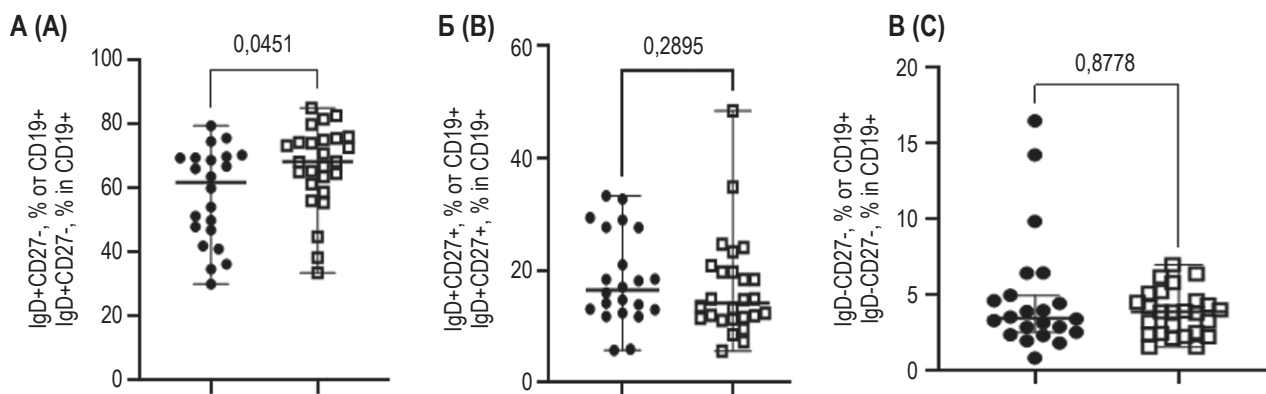 А (A)
0,0451
IgD+CD27-, % от CD19+
IgD+CD27-, % in CD19+
100
80
60
40
20
0
Б (B)
0,2895
IgD+CD27+, % от CD19+
IgD+CD27+, % in CD19+
60
40
20
0
В (C)
0,8778
IgD-CD27-, % от CD19+
IgD-CD27-, % in CD19+
20
15
10
5
0